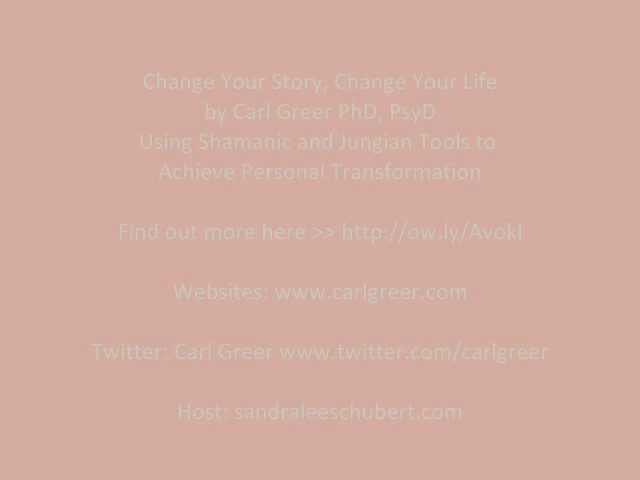 Change Your Story, Change Your Life
by Carl Greer PhD, PsyD
Using Shamanic and Jungian Tools to
Achieve Personal Transformation
Find out more here >> http://ow.ly/Avoki
Websites: www.carlgreer.com
Twitter: Carl Greer www.twitter.com/carlgreer
Host: sandraleeschubert.com